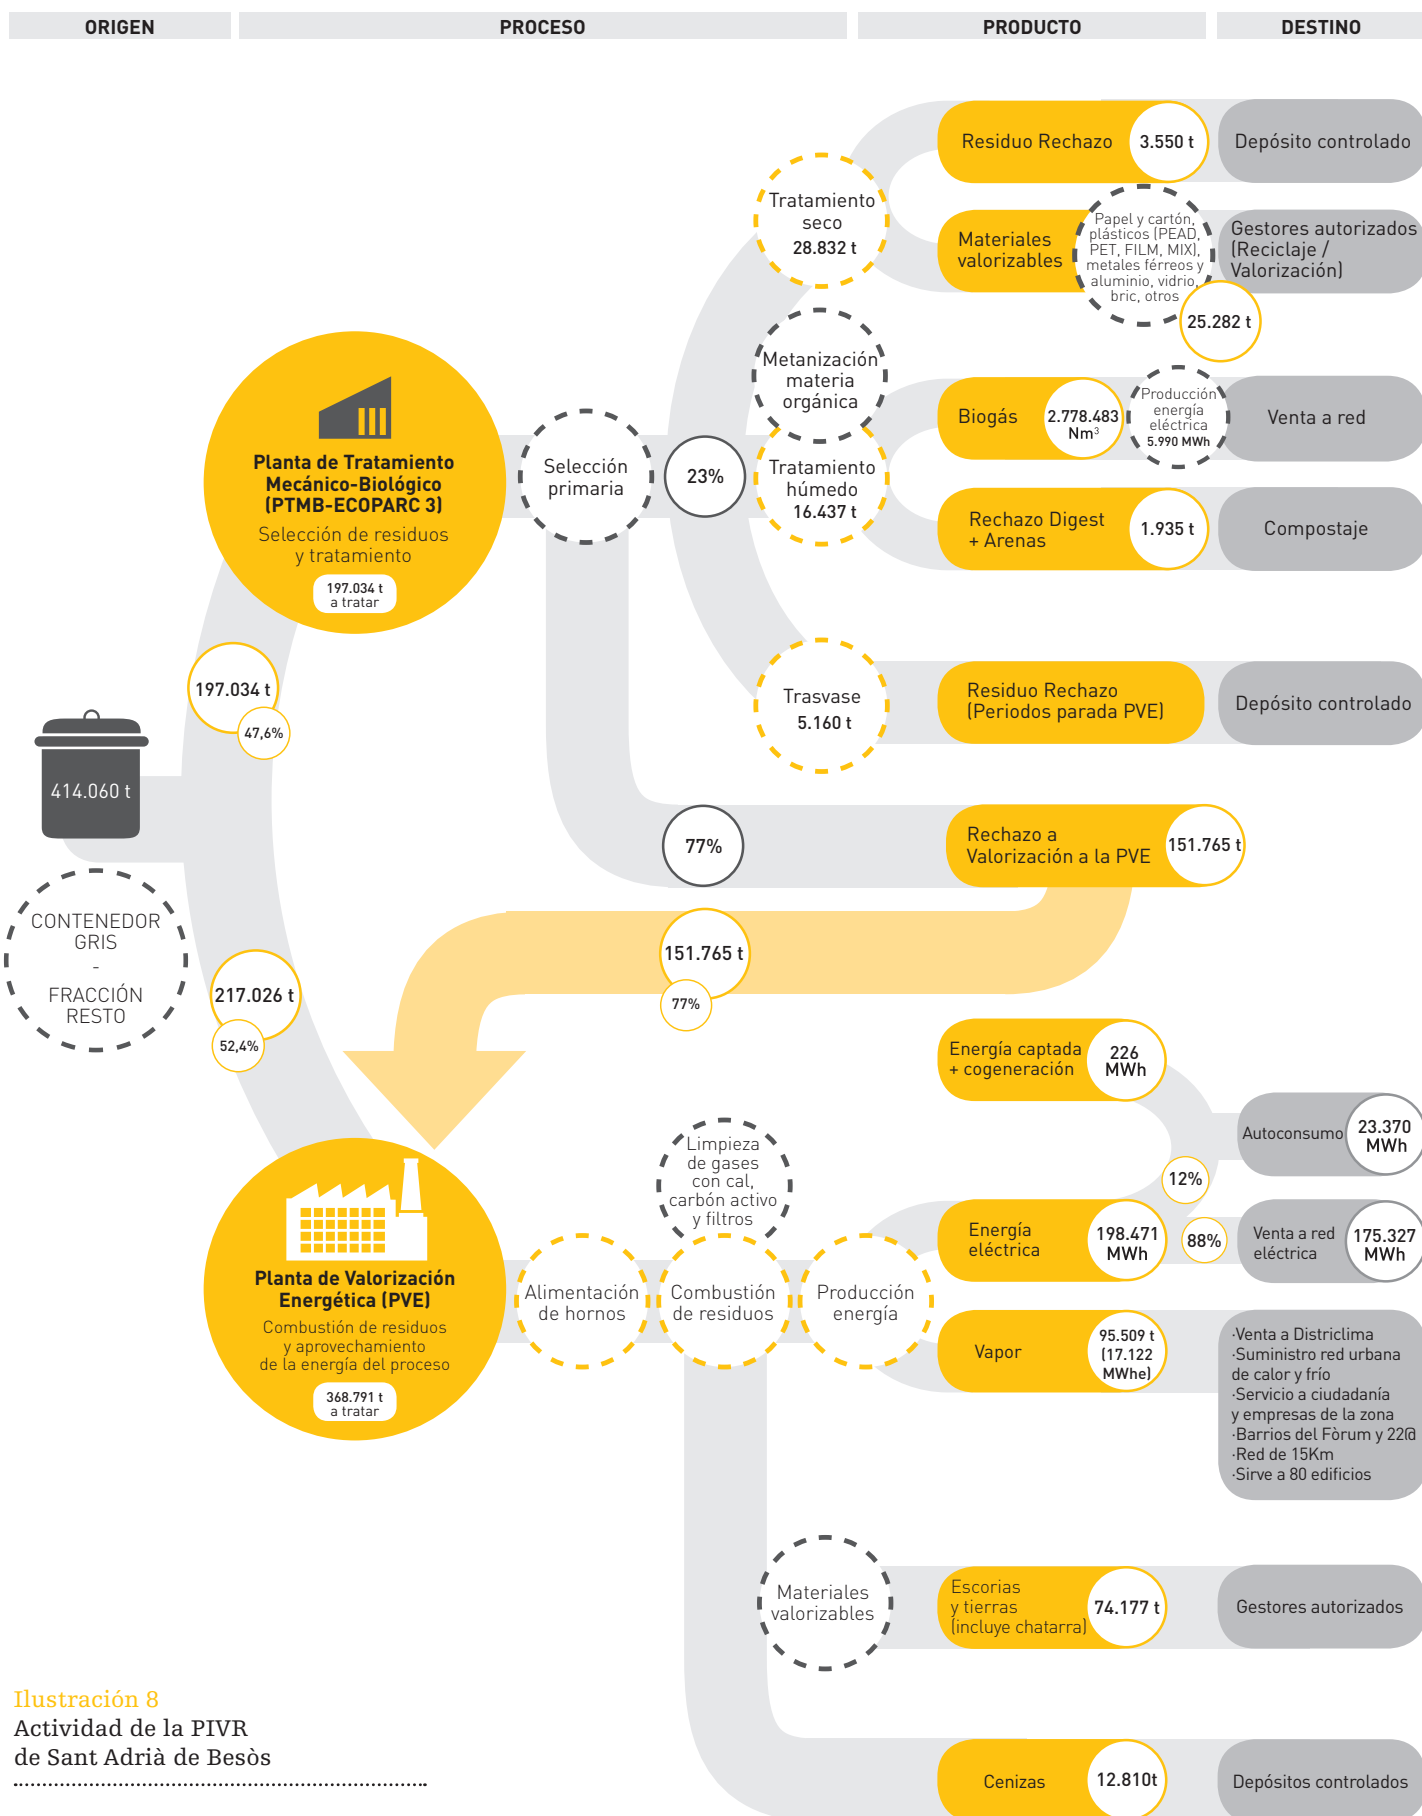 ORIGEN
PROCESO
PRODUCTO
DESTINO
Tratamiento
seco
28.832 t
Residuo Rechazo
3.550 t
Depósito controlado
Materiales
valorizables
Papel y cartón,
plásticos (PEAD,
PET, FILM, MIX),
metales férreos y
aluminio, vidrio,
bric, otros
25.282 t
Gestores autorizados
(Reciclaje /
Valorización)
Planta de Tratamiento
Mecánico-Biológico
(PTMB-ECOPARC 3)
Selección de residuos
y tratamiento
197.034 t
a tratar
Selección
primaria
23%
Metanización
materia
orgánica
Tratamiento
húmedo
16.437 t
Biogás
2.778.483
Nm³
Producción
energía
eléctrica
5.990 MWh
Venta a red
Rechazo Digest
+ Arenas
1.935 t
Compostaje
Trasvase
5.160 t
Residuo Rechazo
(Periodos parada PVE)
Depósito controlado
197.034 t
47,6%
414.060 t
CONTENEDOR
GRIS
-
FRACCIÓN
RESTO
217.026 t
52,4%
77%
Rechazo a
Valorización a la PVE
151.765 t
151.765 t
77%
Planta de Valorización
Energética (PVE)
Combustión de residuos
y aprovechamiento
de la energía del proceso
368.791 t
a tratar
Alimentación
de hornos
Limpieza
de gases
con cal,
carbón activo
y filtros
Combustión
de residuos
Producción
energía
Energía captada
+ cogeneración
226
MWh
12%
Autoconsumo
23.370
MWh
Energía
eléctrica
198.471
MWh
88%
Venta a red
eléctrica
175.327
MWh
Vapor
95.509 t
(17.122
MWhe)
·Venta a Districlima
·Suministro red urbana
de calor y frío
·Servicio a ciudadanía
y empresas de la zona
·Barrios del Fòrum y 22@
·Red de 15Km
·Sirve a 80 edificios
Materiales
valorizables
Escorias
y tierras
(incluye chatarra)
74.177 t
Gestores autorizados
Cenizas
12.810t
Depósitos controlados
Ilustración 8
Actividad de la PIVR
de Sant Adrià de Besòs